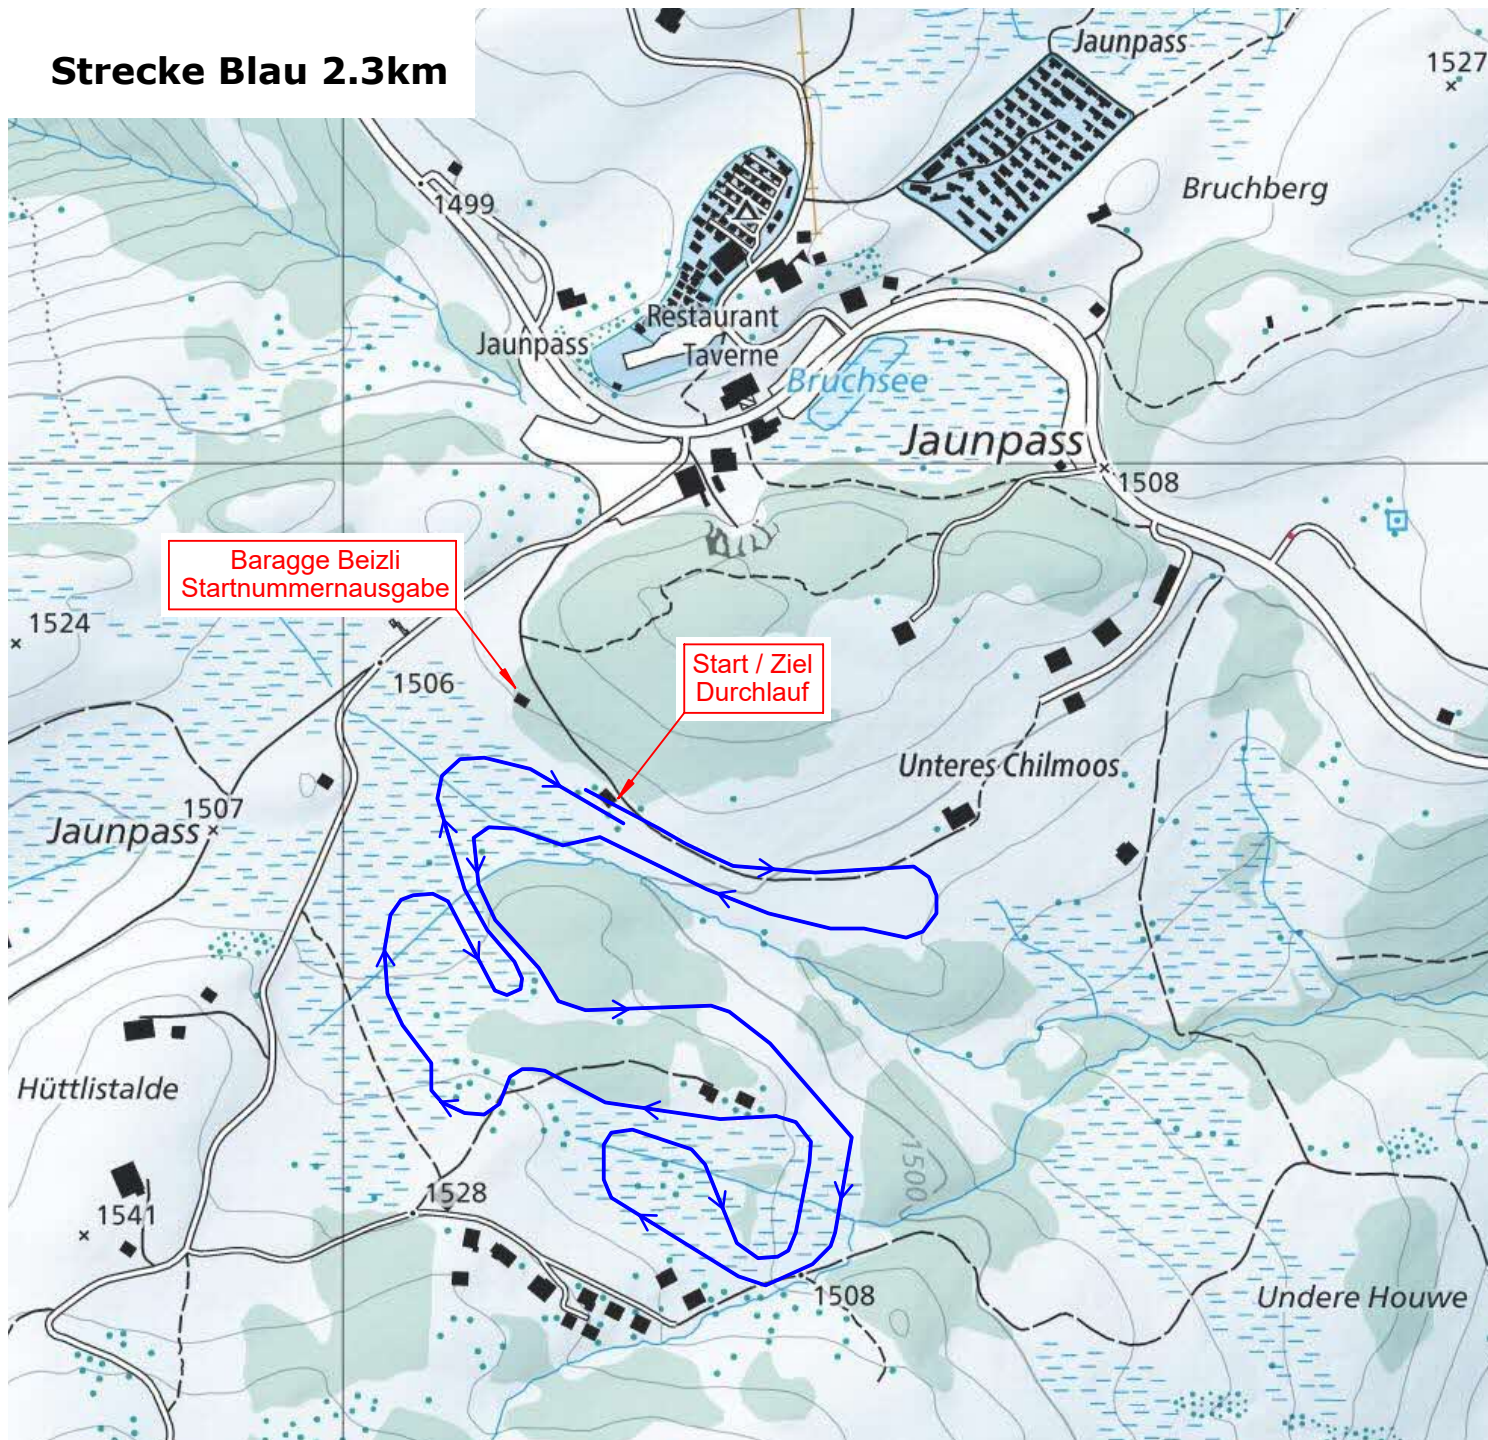 Strecke Blau 2.3km
Jaunpass
1527
Bruchberg
1499
Restaurant
Jaunpass
Taverne
Bruchsee
Jaunpass
1508
Baragge Beizli
Startnummernausgabe
1524
Start / Ziel
Durchlauf
1506
Unteres Chilmoos
1507
Jaunpass
Hüttlistalde
1500
1528
1541
1508
Undere Houwe